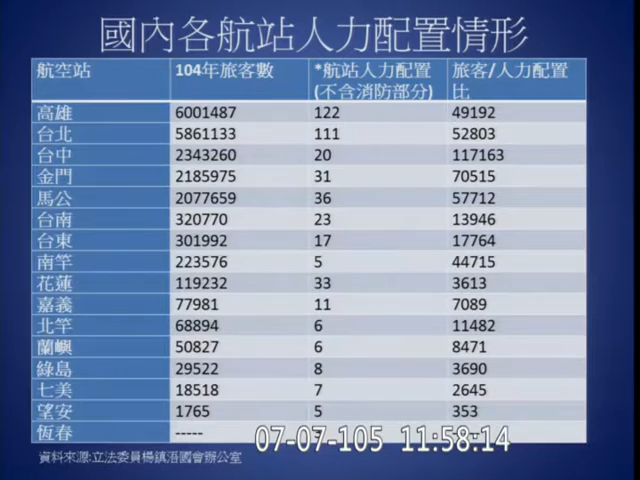 國內各航站人力配置情形
航空站 104年旅客數 *航站人力配置 旅客/人力配置
(不含消防部分) 比
高雄 6001487 122 49192
台北 5861133 111 52803
台中 2343260 20 117163
金門 2185975 31 70515
馬公 2077659 36 57712
台南 320770 23 13946
台東 301992 17 17764
南竿 223576 5 44715
花蓮 119232 33 3613
嘉義 77981 11 7089
北竿 68894 6 11482
蘭嶼 50827 6 8471
綠島 29522 8 3690
七美 18518 7 2645
望安 1765 5 353
恆春 -----
07-07-105 11:58:14
資料來源:立法委員楊鎮浯國會辦公室